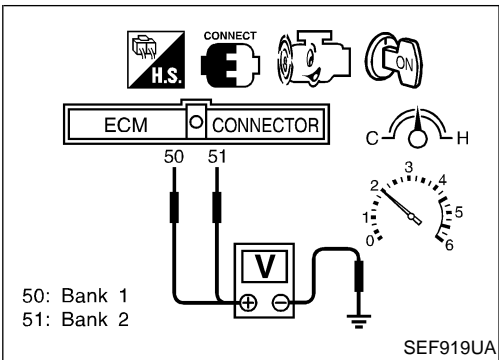 CONNECT
H.S.
ON
ECM CONNECTOR
50 51
C H
0 1 2 3 4 5 6
V
+ −
50: Bank 1
51: Bank 2
SEF919UA